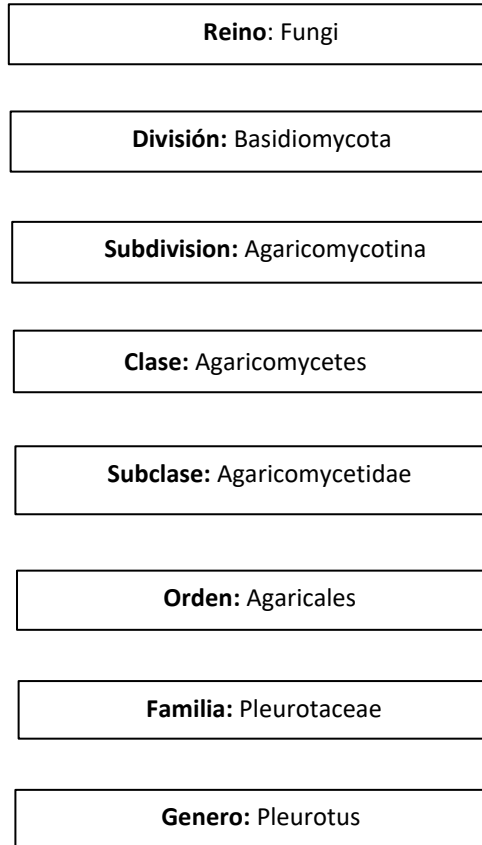 Reino: Fungi
División: Basidiomycota
Subdivision: Agaricomycotina
Clase: Agaricomycetes
Subclase: Agaricomycetidae
Orden: Agaricales
Familia: Pleurotaceae
Genero: Pleurotus